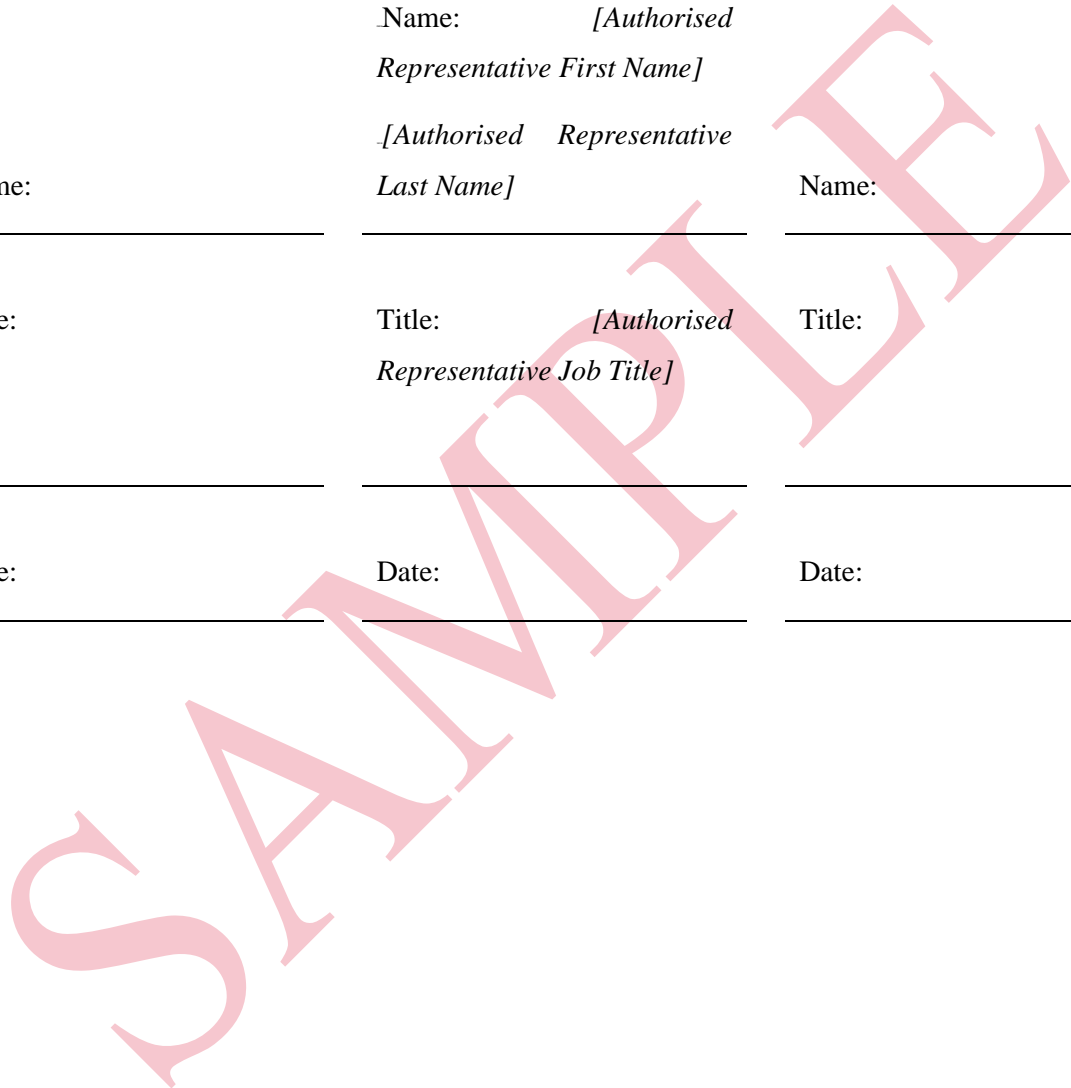 Name: [Authorised
Representative First Name]
[Authorised Representative
me:
Last Name]
Name:
e:
Title: [Authorised
Title:
Representative Job Title]
e:
Date:
Date:
SAMPLE